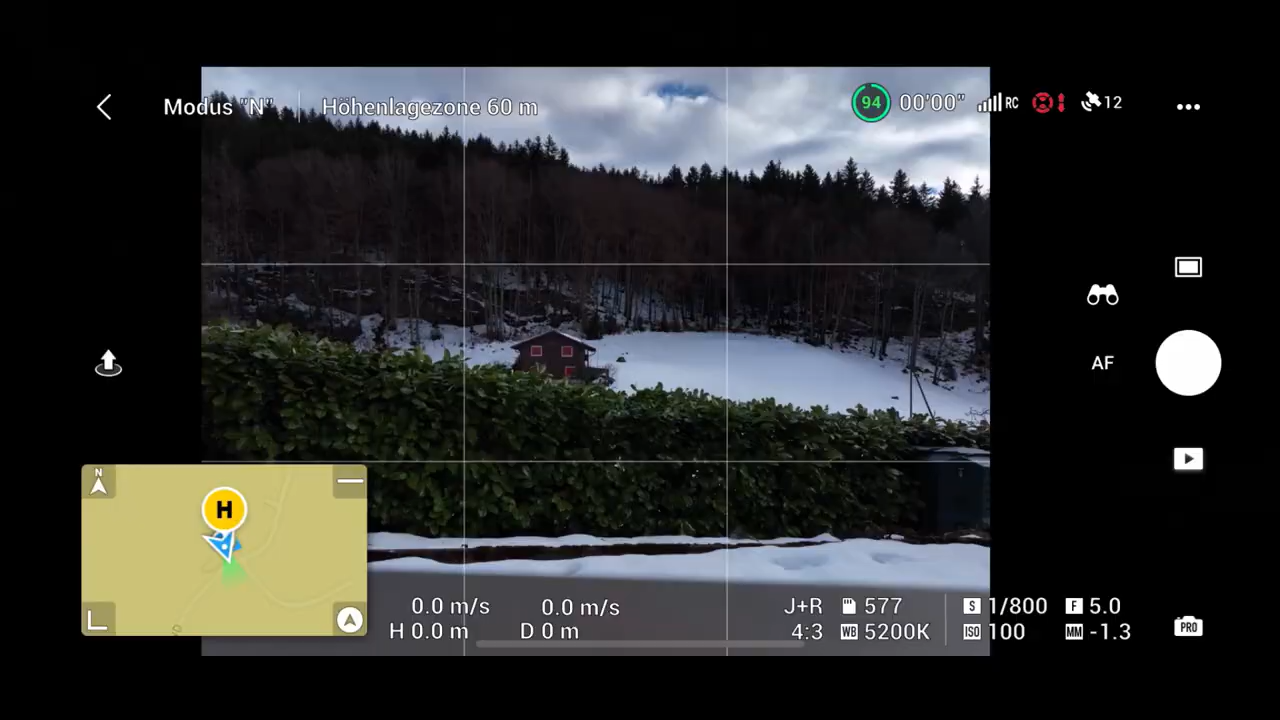 Modus "N" Höhenlagezone 60 m 94 00'00" RC 12
AF
N
H
0.0 m/s 0.0 m/s J+R 577 S 1/800 F 5.0
H 0.0 m D 0 m 4:3 WB 5200K ISO 100 MM -1.3
PRO